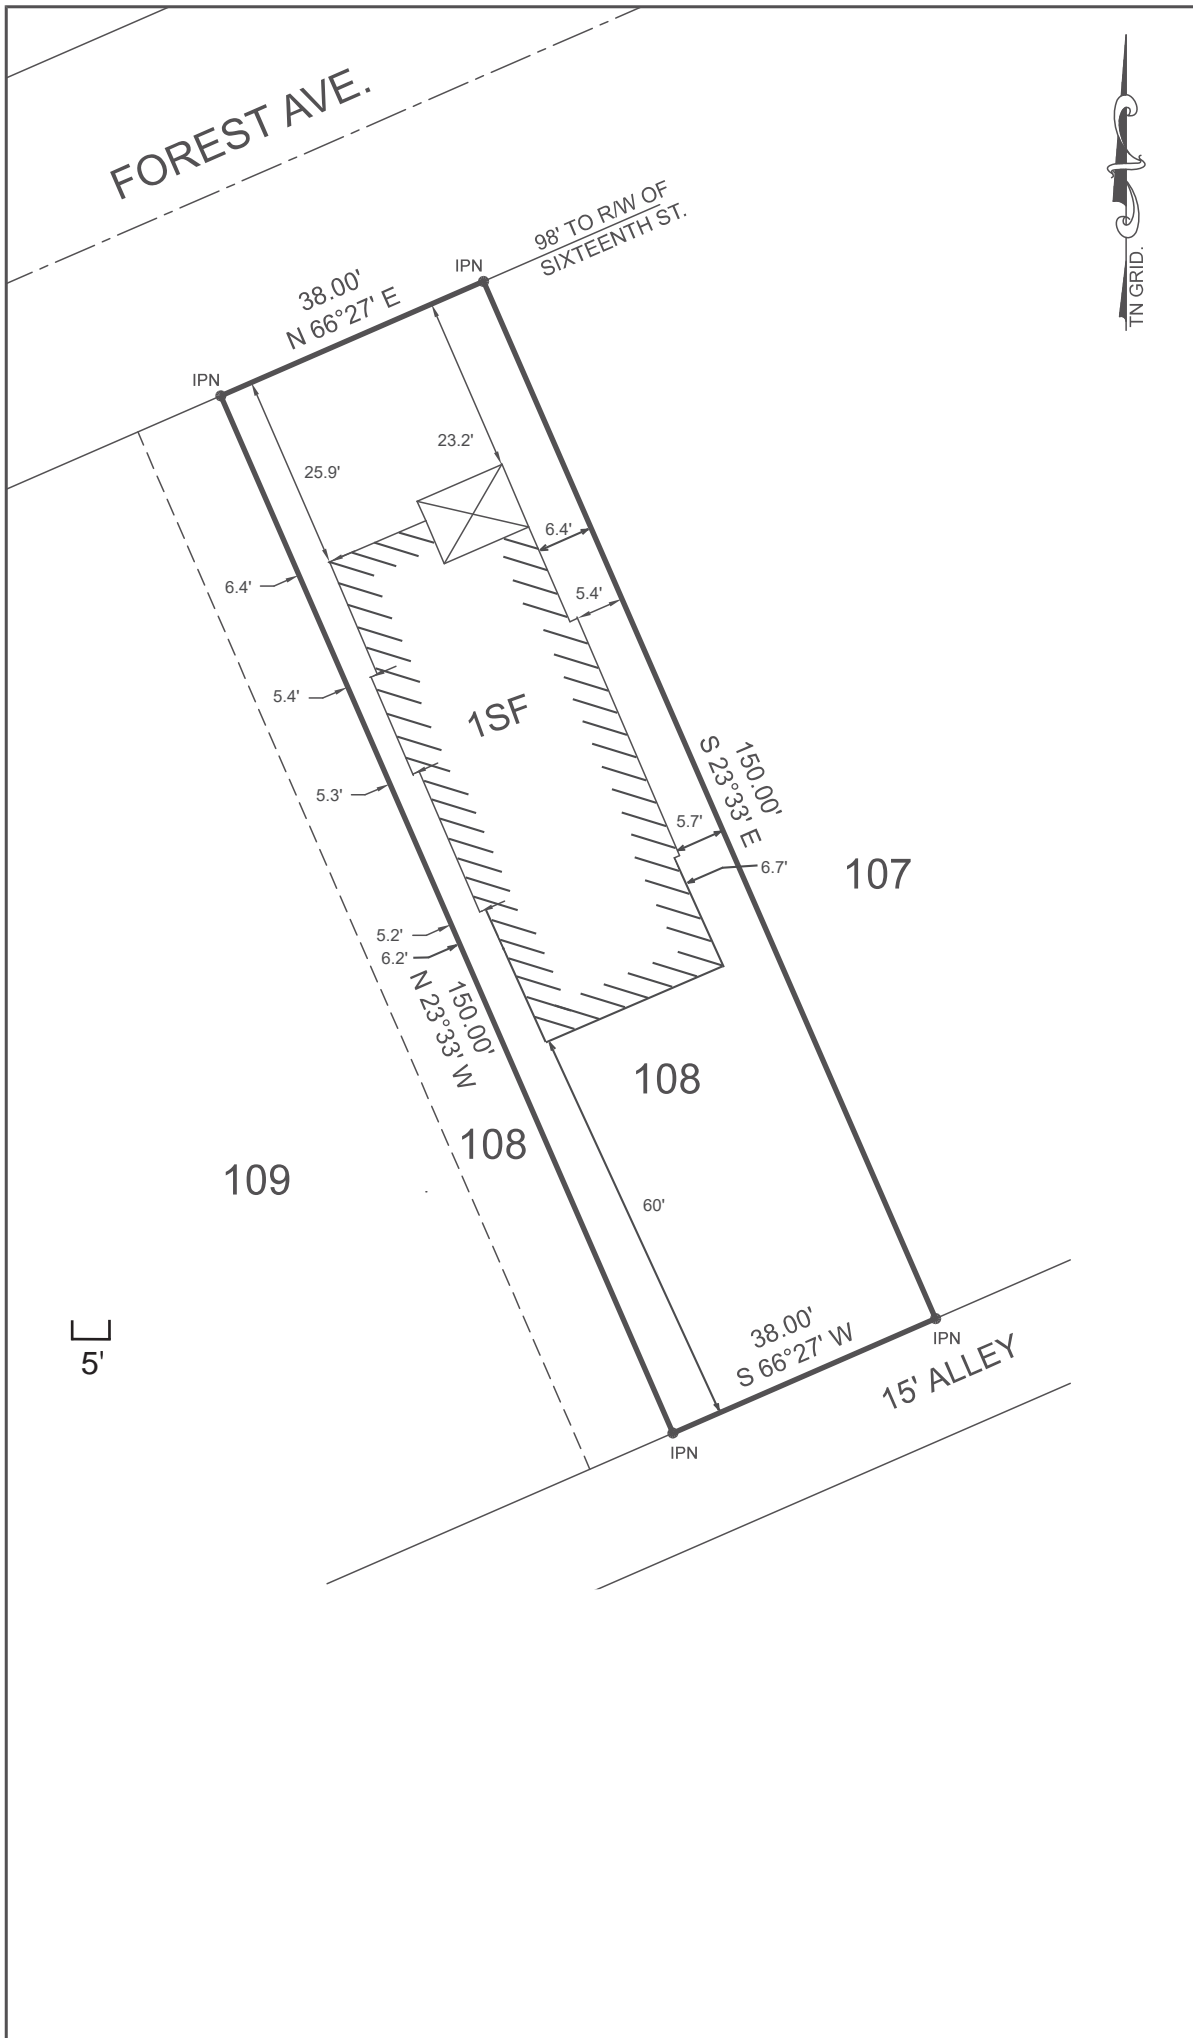 FOREST AVE.
98' TO R/W OF
SIXTEENTH ST.
TN GRID.
IPN
38.00'
N 66°27' E
IPN
23.2'
25.9'
6.4'
6.4'
5.4'
5.4'
1SF
5.3'
150.00'
S 23°33' E
5.7'
6.7'
107
5.2'
6.2'
150.00'
N 23°33' W
108
108
109
60'
38.00'
S 66°27' W
IPN
15' ALLEY
5'
IPN